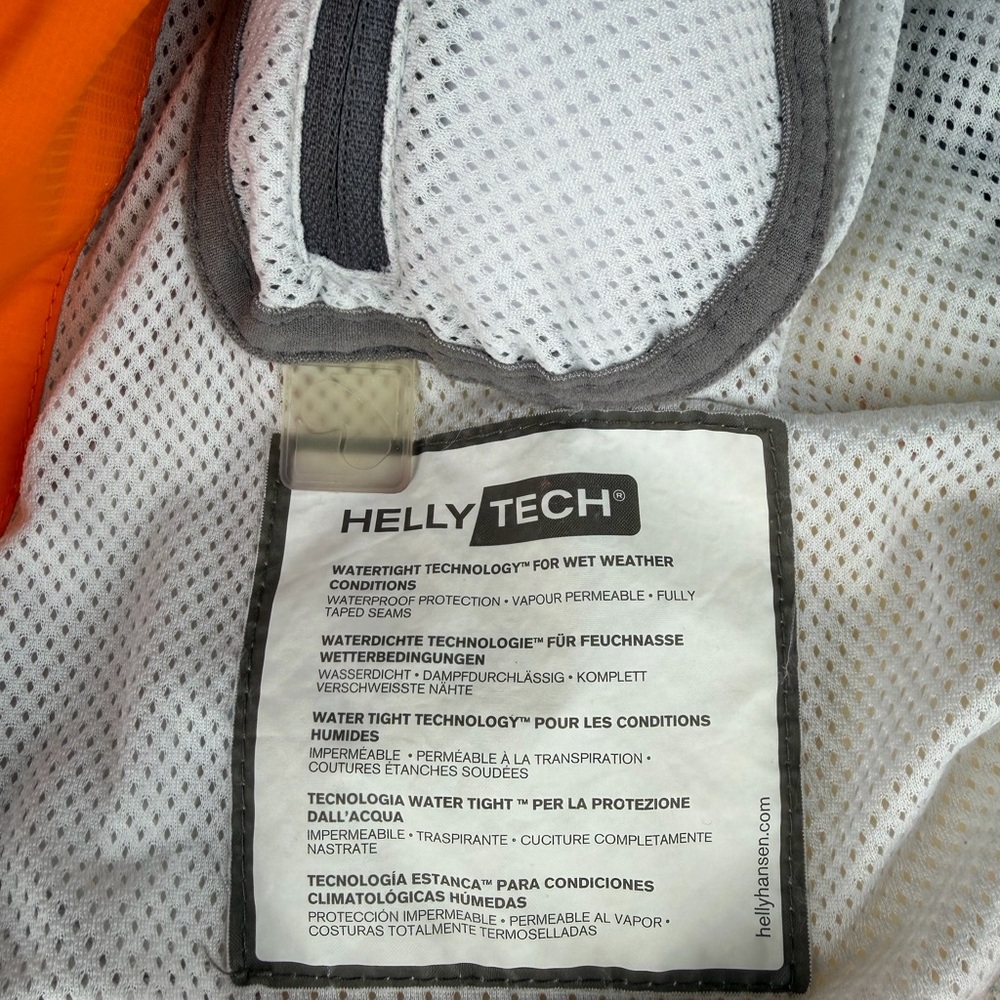 HELLY TECH®
WATERTIGHT TECHNOLOGY™ FOR WET WEATHER
CONDITIONS
WATERPROOF PROTECTION • VAPOUR PERMEABLE • FULLY
TAPED SEAMS
WATERDICHTE TECHNOLOGIE™ FÜR FEUCHNASSE
WETTERBEDINGUNGEN
WASSERDICHT • DAMPFDURCHLÄSSIG • KOMPLETT
VERSCHWEISSTE NÄHTE
WATER TIGHT TECHNOLOGY™ POUR LES CONDITIONS
HUMIDES
IMPERMÉABLE • PERMÉABLE À LA TRANSPIRATION •
COUTURES ÉTANCHES SOUDÉES
TECNOLOGIA WATER TIGHT ™ PER LA PROTEZIONE
DALL'ACQUA
IMPERMEABILE • TRASPIRANTE • CUCITURE COMPLETAMENTE
NASTRATE
TECNOLOGÍA ESTANCA™ PARA CONDICIONES
CLIMATOLÓGICAS HÚMEDAS
PROTECCIÓN IMPERMEABLE • PERMEABLE AL VAPOR •
COSTURAS TOTALMENTE TERMOSELLADAS
hellyhansen.com